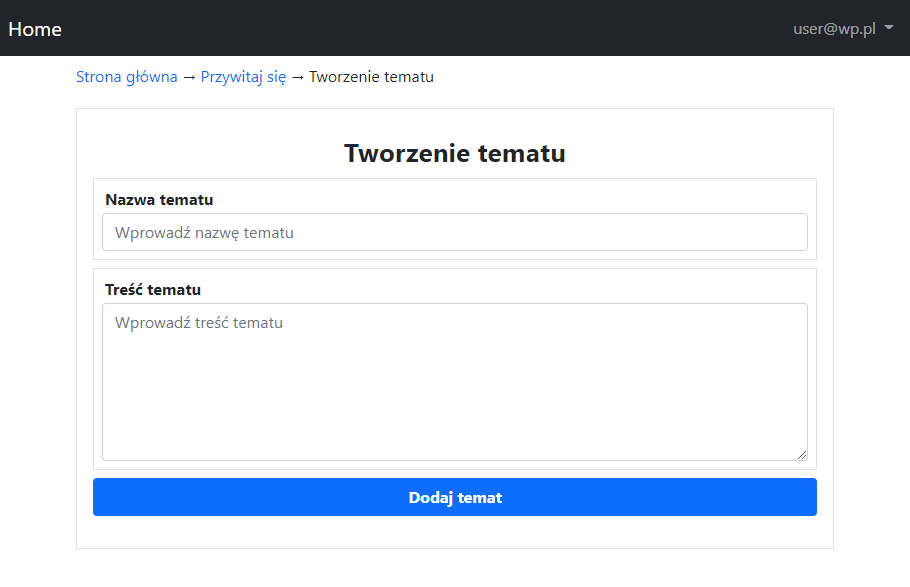 Home
user@wp.pl
Strona główna → Przywitaj się → Tworzenie tematu
Tworzenie tematu
Nazwa tematu
Wprowadź nazwę tematu
Treść tematu
Wprowadź treść tematu
Dodaj temat